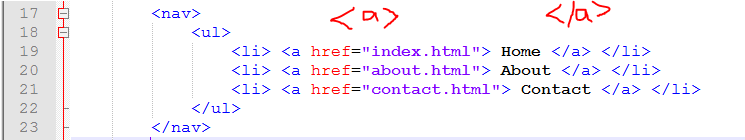 <a> </a>
17 <nav>
18 <ul>
19 <li> <a href="index.html"> Home </a> </li>
20 <li> <a href="about.html"> About </a> </li>
21 <li> <a href="contact.html"> Contact </a> </li>
22 </ul>
23 </nav>